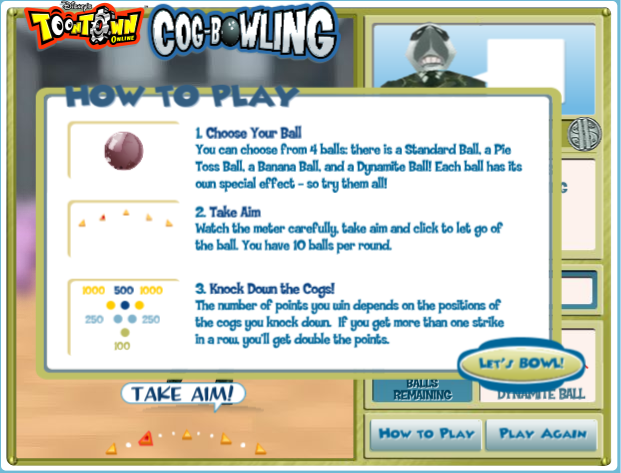 Disney's
TOONTOWN
ONLINE
COG-BOWLING
HOW TO PLAY
1. Choose Your Ball
You can choose from 4 balls: there is a Standard Ball, a Pie
Toss Ball, a Banana Ball, and a Dynamite Ball! Each ball has its
own special effect - so try them all!
2. Take Aim
Watch the meter carefully, take aim and click to let go of
the ball. You have 10 balls per round.
1000 500 1000
250 250
100
3. Knock Down the Cogs!
The number of points you win depends on the positions of
the cogs you knock down. If you get more than one strike
in a row, you'll get double the points.
LET'S BOWL!
TAKE AIM!
BALLS
REMAINING
DYNAMITE BALL
HOW TO PLAY
PLAY AGAIN